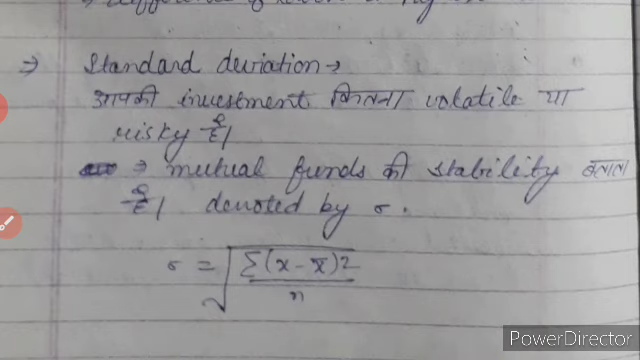 ⇒ Standard deviation →
आपकी investment कितना volatile या
risky है।
⇒ mutual funds की stability बताता
है। denoted by σ.
σ = √(Σ(x - x̄)2 / n)
PowerDirector